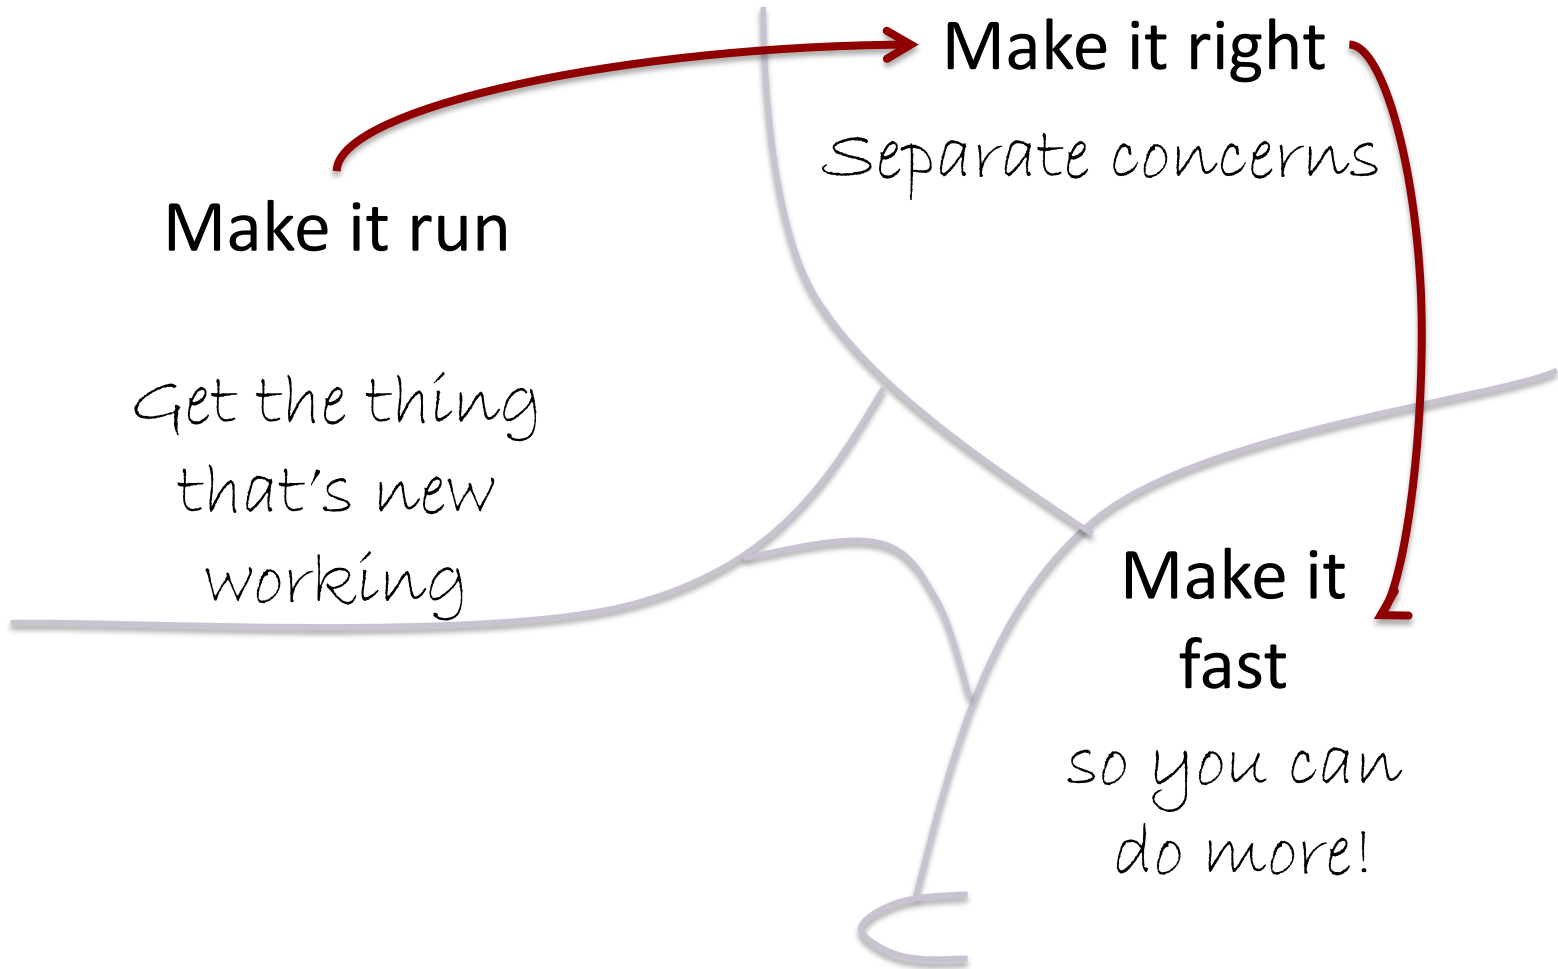 Make it run
Get the thing
that's new
working
Make it right
Separate concerns
Make it
fast
so you can
do more!